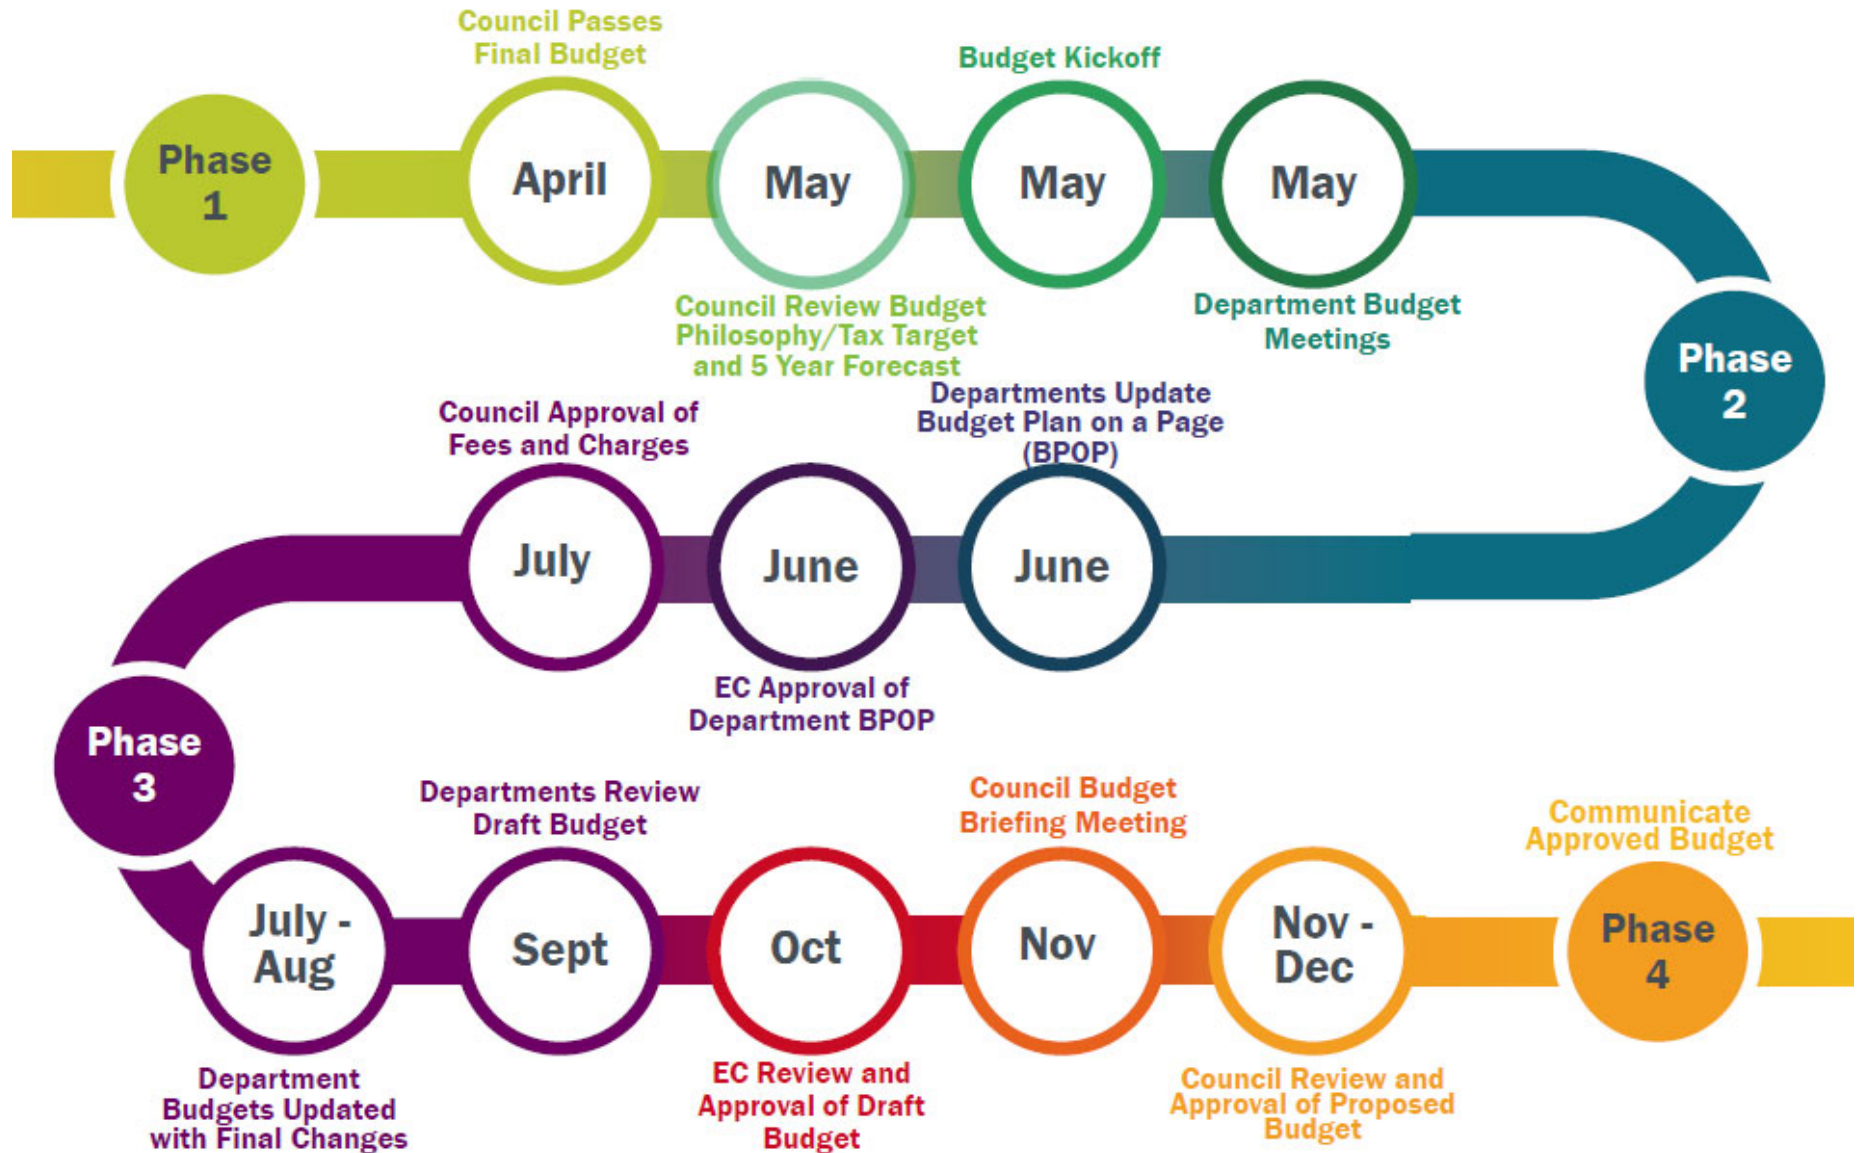 Council Passes
Final Budget
Phase
1
April
May
Council Review Budget
Philosophy/Tax Target
and 5 Year Forecast
Budget Kickoff
May
May
Department Budget
Meetings
Phase
2
Departments Update
Budget Plan on a Page
(BPOP)
June
June
EC Approval of
Department BPOP
Council Approval of
Fees and Charges
July
Phase
3
July -
Aug
Department
Budgets Updated
with Final Changes
Departments Review
Draft Budget
Sept
Oct
EC Review and
Approval of Draft
Budget
Council Budget
Briefing Meeting
Nov
Nov -
Dec
Council Review and
Approval of Proposed
Budget
Communicate
Approved Budget
Phase
4